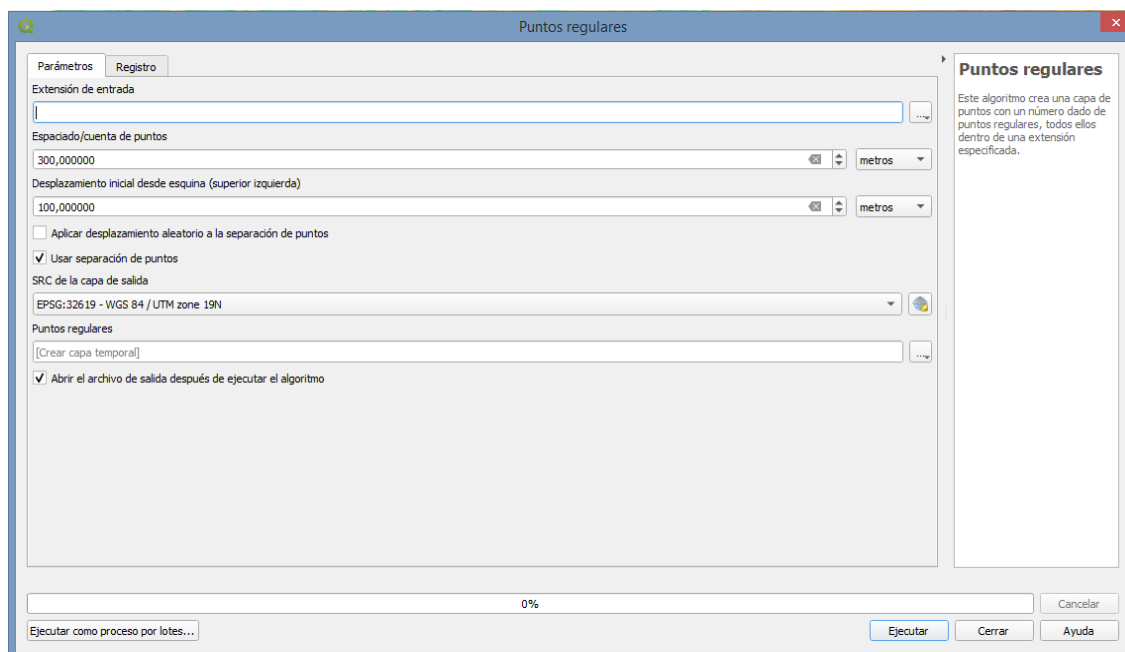 Puntos regulares
Parámetros
Registro
Extensión de entrada
...
Espaciado/cuenta de puntos
300,000000
metros
Desplazamiento inicial desde esquina (superior izquierda)
100,000000
metros
Aplicar desplazamiento aleatorio a la separación de puntos
Usar separación de puntos
SRC de la capa de salida
EPSG:32619 - WGS 84 / UTM zone 19N
Puntos regulares
[Crear capa temporal]
...
Abrir el archivo de salida después de ejecutar el algoritmo
Puntos regulares
Este algoritmo crea una capa de
puntos con un número dado de
puntos regulares, todos ellos
dentro de una extensión
especificada.
0%
Cancelar
Ejecutar como proceso por lotes...
Ejecutar
Cerrar
Ayuda